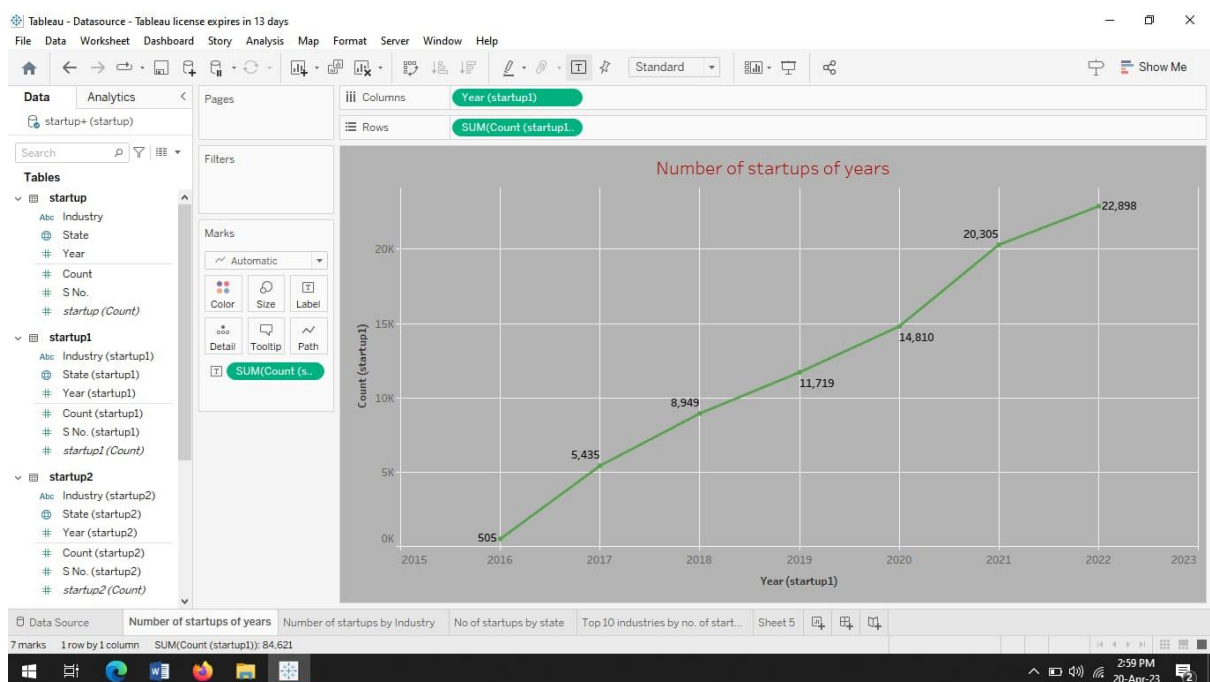 Tableau - Datasource - Tableau license expires in 13 days
File Data Worksheet Dashboard Story Analysis Map Format Server Window Help
Standard
Show Me
Data Analytics
startup+ (startup)
Search
Tables
startup
Abc Industry
State
# Year
# Count
# S No.
# startup (Count)
startup1
Abc Industry (startup1)
State (startup1)
# Year (startup1)
# Count (startup1)
# S No. (startup1)
# startup1 (Count)
startup2
Abc Industry (startup2)
State (startup2)
# Year (startup2)
# Count (startup2)
# S No. (startup2)
# startup2 (Count)
Pages
Filters
Marks
Automatic
Color Size Label
Detail Tooltip Path
T SUM(Count (s..
iii Columns Year (startup1)
Rows SUM(Count (startup1..
Number of startups of years
Count (startup1)
20K
15K
10K
5K
0K
505
5,435
8,949
11,719
14,810
20,305
22,898
2015 2016 2017 2018 2019 2020 2021 2022 2023
Year (startup1)
Data Source Number of startups of years Number of startups by Industry No of startups by state Top 10 industries by no. of start... Sheet 5
7 marks 1 row by 1 column SUM(Count (startup1)): 84,621
2:59 PM
20-Apr-23
2